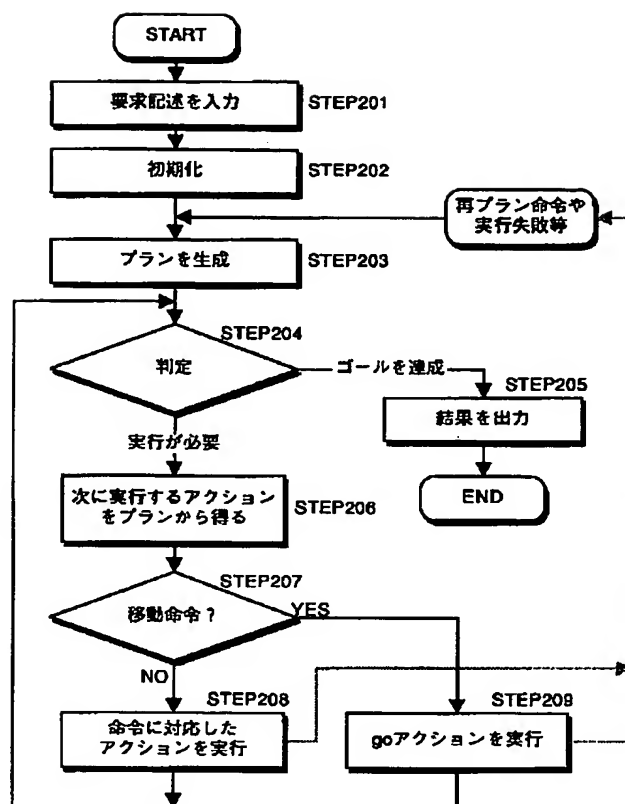 START
要求記述を入力
STEP201
初期化
STEP202
再プラン命令や
実行失敗等
プランを生成
STEP203
STEP204
判定
ゴールを達成
STEP205
結果を出力
実行が必要
END
次に実行するアクション
をプランから得る
STEP206
STEP207
移動命令?
YES
NO
STEP208
命令に対応した
アクションを実行
STEP209
goアクションを実行